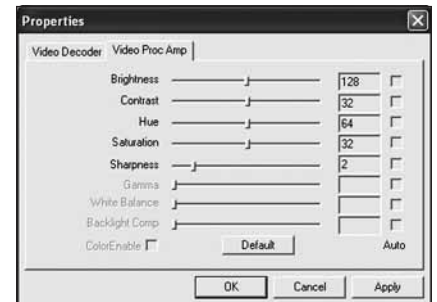 Properties
Video Decoder Video Proc Amp
Brightness 128
Contrast 32
Hue 64
Saturation 32
Sharpness 2
Gamma
White Balance
Backlight Comp
ColorEnable Default Auto
OK Cancel Apply